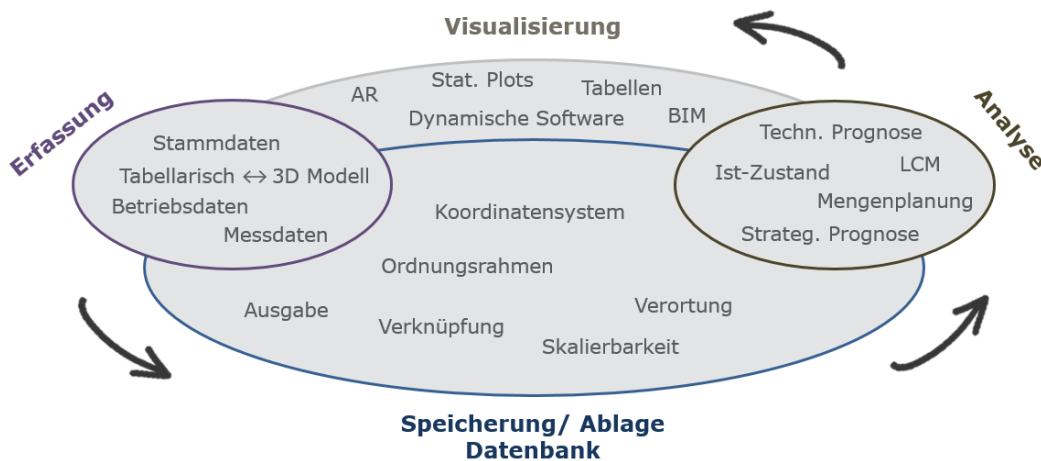 Visualisierung
Stat. Plots
AR
Tabellen
Dynamische Software
BIM
Erfassung
Stammdaten
Tabellarisch ↔ 3D Modell
Betriebsdaten
Messdaten
Analyse
Techn. Prognose
Ist-Zustand
LCM
Mengenplanung
Strateg. Prognose
Koordinatensystem
Ordnungsrahmen
Ausgabe
Verortung
Verknüpfung
Skalierbarkeit
Speicherung/ Ablage
Datenbank